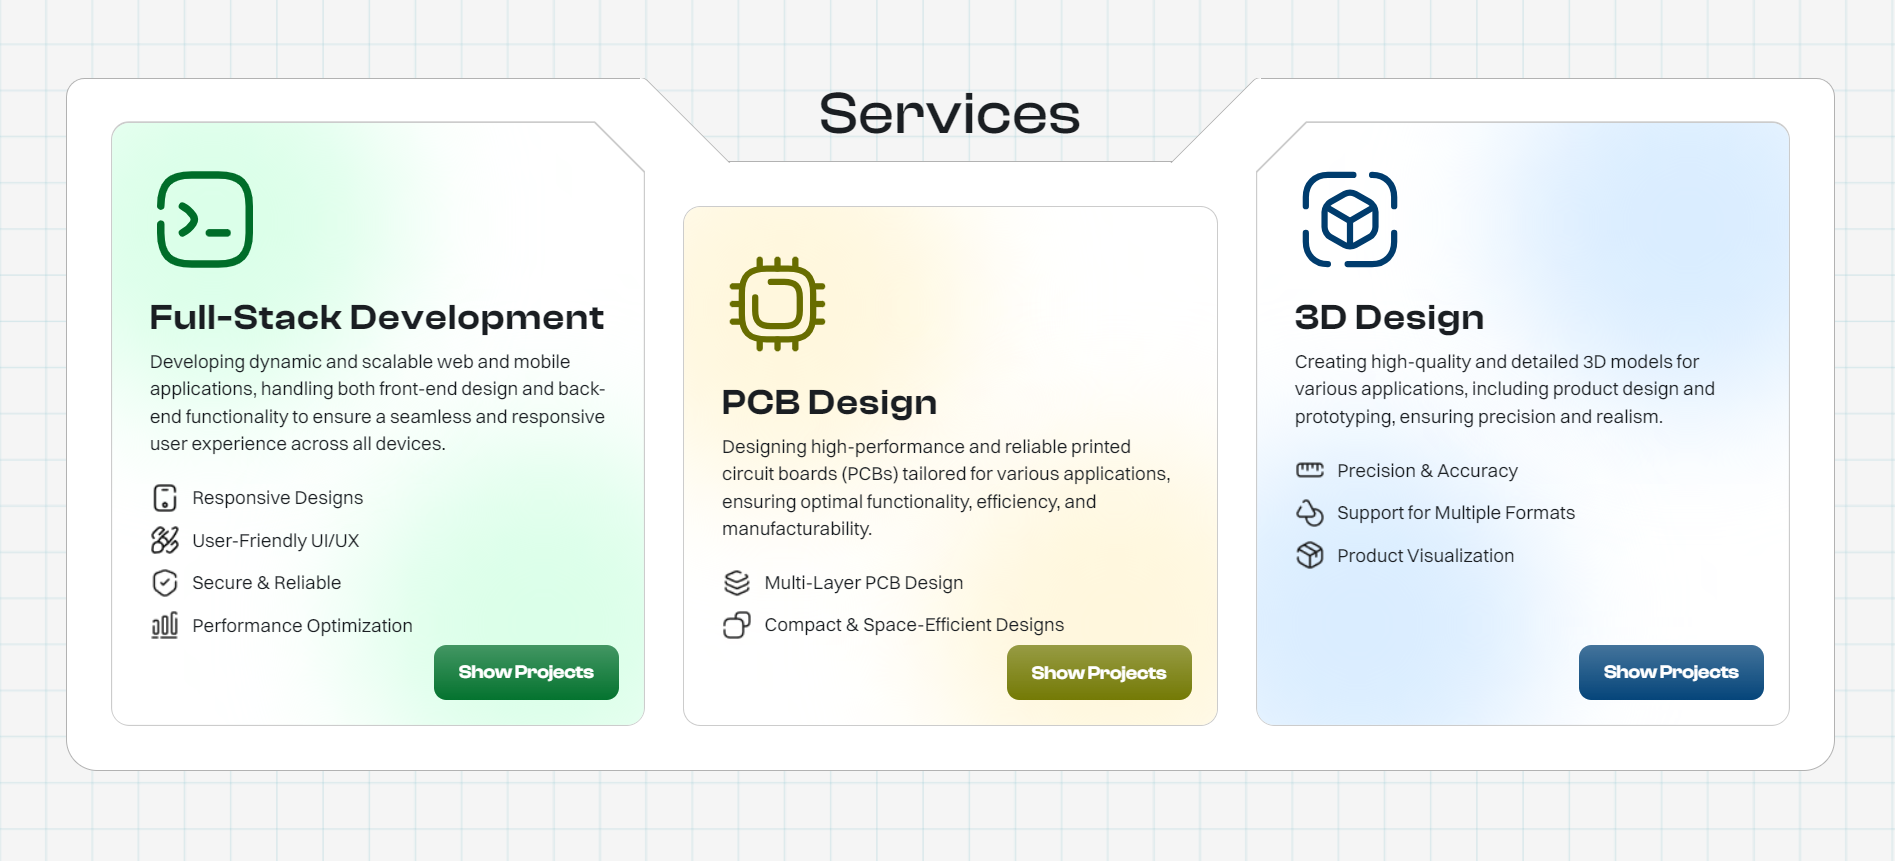 Services
Full-Stack Development
Developing dynamic and scalable web and mobile
applications, handling both front-end design and back-
end functionality to ensure a seamless and responsive
user experience across all devices.
Responsive Designs
User-Friendly UI/UX
Secure & Reliable
Performance Optimization
Show Projects
PCB Design
Designing high-performance and reliable printed
circuit boards (PCBs) tailored for various applications,
ensuring optimal functionality, efficiency, and
manufacturability.
Multi-Layer PCB Design
Compact & Space-Efficient Designs
Show Projects
3D Design
Creating high-quality and detailed 3D models for
various applications, including product design and
prototyping, ensuring precision and realism.
Precision & Accuracy
Support for Multiple Formats
Product Visualization
Show Projects